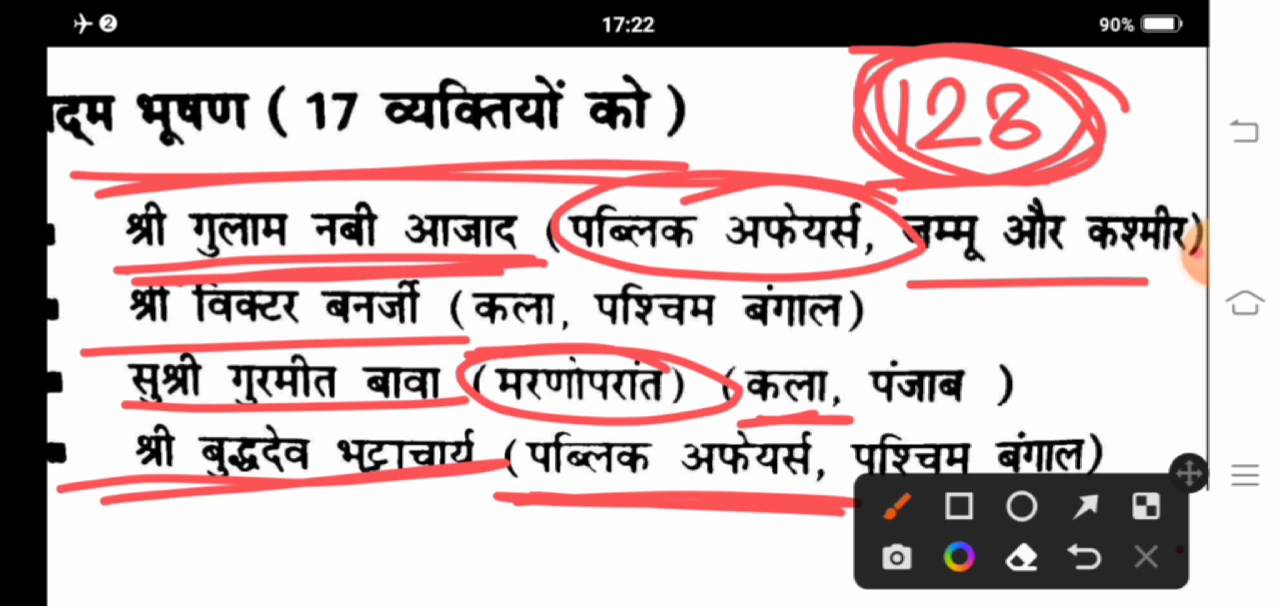 2 17:22 90%
द्म भूषण ( 17 व्यक्तियों को ) 128
श्री गुलाम नबी आजाद (पब्लिक अफेयर्स, जम्मू और कश्मीर)
श्री विक्टर बनर्जी (कला, पश्चिम बंगाल)
सुश्री गुरमीत बावा (मरणोपरांत) (कला, पंजाब )
श्री बुद्धदेव भट्टाचार्य (पब्लिक अफेयर्स, पश्चिम बंगाल)